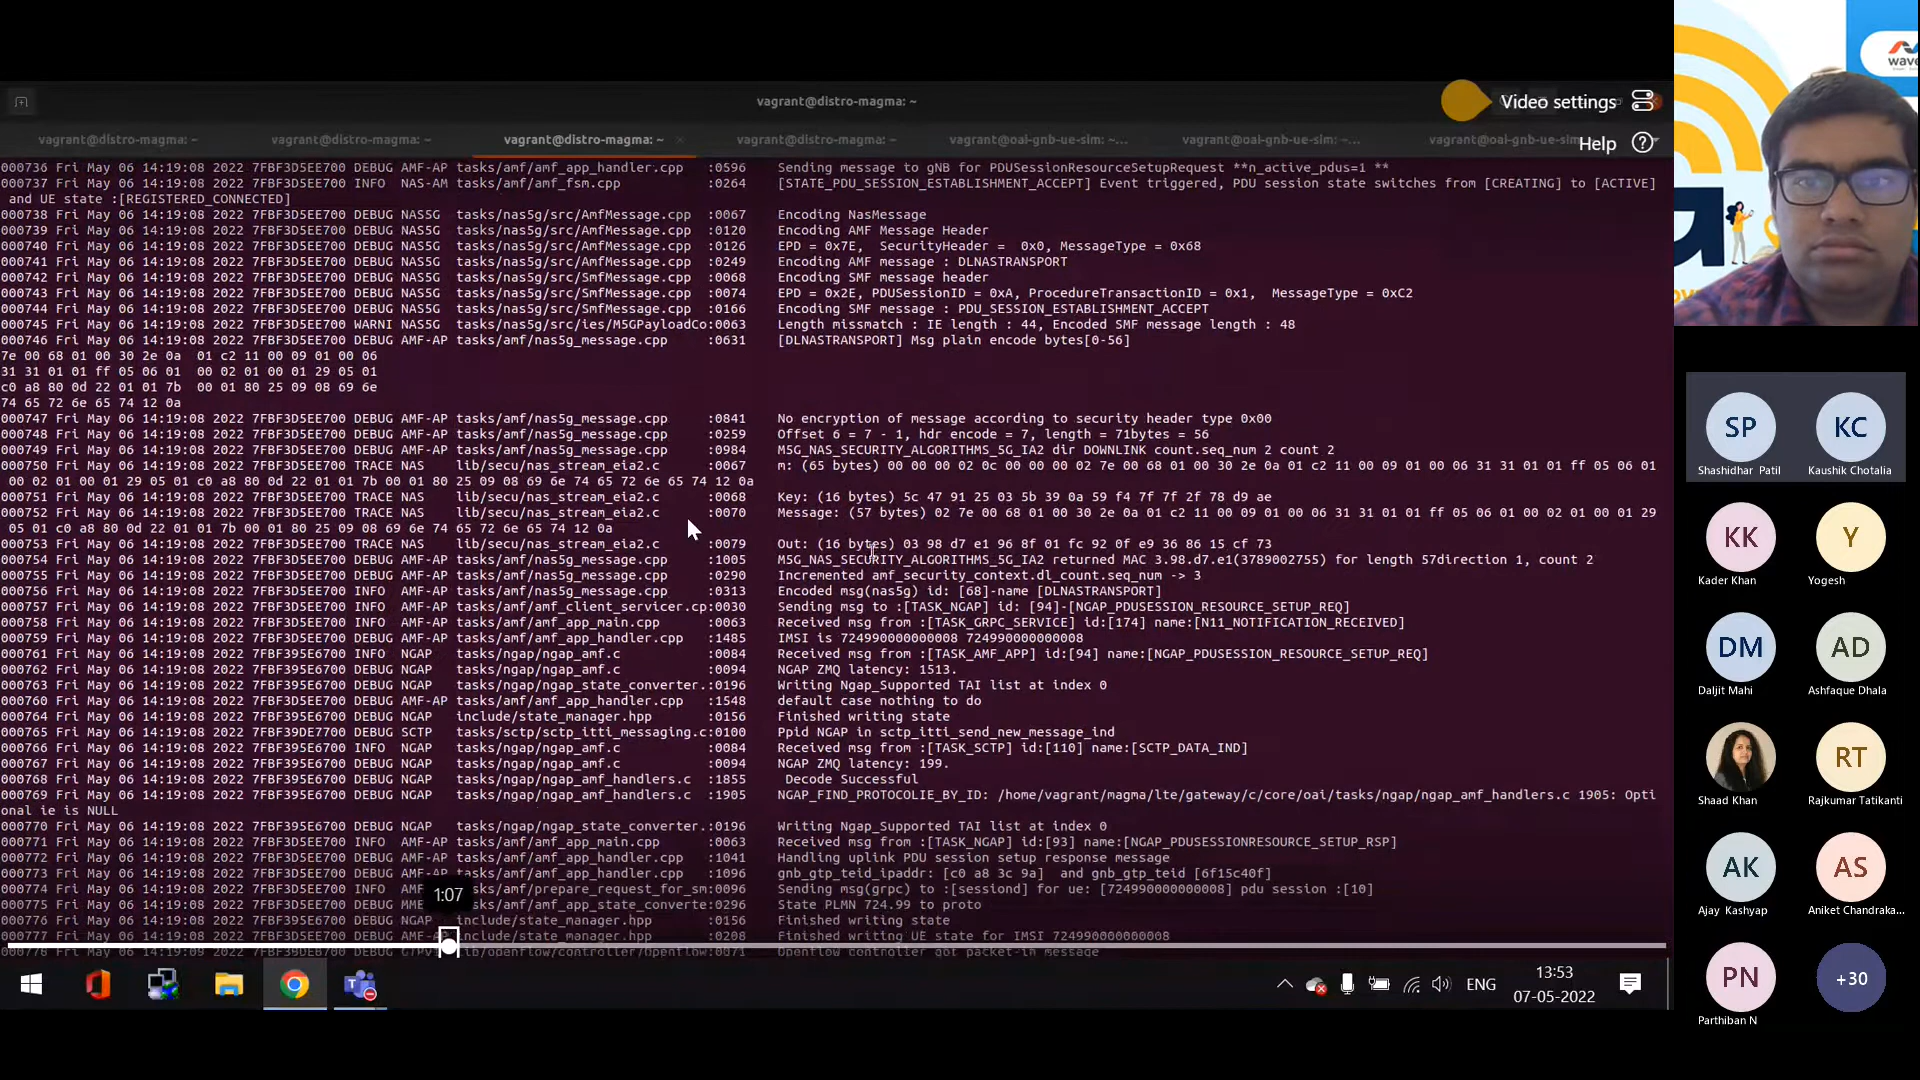 vagrant@distro-magma: ~
Video settings
vagrant@distro-magma: ~
vagrant@distro-magma: ~
vagrant@distro-magma: ~
vagrant@distro-magma: ~
vagrant@oai-gnb-ue-sim: ~...
vagrant@oai-gnb-ue-sim: ~...
vagrant@oai-gnb-ue-sim
Help
000736 Fri May 06 14:19:08 2022 7FBF3D5EE700 DEBUG AMF-AP tasks/amf/amf_app_handler.cpp :0596 Sending message to gNB for PDUSessionResourceSetupRequest **n_active_pdus=1 **
000737 Fri May 06 14:19:08 2022 7FBF3D5EE700 INFO NAS-AM tasks/amf/amf_fsm.cpp :0264 [STATE_PDU_SESSION_ESTABLISHMENT_ACCEPT] Event triggered, PDU session state switches from [CREATING] to [ACTIVE]
and UE state :[REGISTERED_CONNECTED]
000738 Fri May 06 14:19:08 2022 7FBF3D5EE700 DEBUG NAS5G tasks/nas5g/src/AmfMessage.cpp :0067 Encoding NasMessage
000739 Fri May 06 14:19:08 2022 7FBF3D5EE700 DEBUG NAS5G tasks/nas5g/src/AmfMessage.cpp :0120 Encoding AMF Message Header
000740 Fri May 06 14:19:08 2022 7FBF3D5EE700 DEBUG NAS5G tasks/nas5g/src/AmfMessage.cpp :0126 EPD = 0x7E, SecurityHeader = 0x0, MessageType = 0x68
000741 Fri May 06 14:19:08 2022 7FBF3D5EE700 DEBUG NAS5G tasks/nas5g/src/AmfMessage.cpp :0249 Encoding AMF message : DLNASTRANSPORT
000742 Fri May 06 14:19:08 2022 7FBF3D5EE700 DEBUG NAS5G tasks/nas5g/src/SmfMessage.cpp :0068 Encoding SMF message header
000743 Fri May 06 14:19:08 2022 7FBF3D5EE700 DEBUG NAS5G tasks/nas5g/src/SmfMessage.cpp :0074 EPD = 0x2E, PDUSessionID = 0xA, ProcedureTransactionID = 0x1, MessageType = 0xC2
000744 Fri May 06 14:19:08 2022 7FBF3D5EE700 DEBUG NAS5G tasks/nas5g/src/SmfMessage.cpp :0166 Encoding SMF message : PDU_SESSION_ESTABLISHMENT_ACCEPT
000745 Fri May 06 14:19:08 2022 7FBF3D5EE700 WARNI NAS5G tasks/nas5g/src/ies/M5GPayloadCo:0063 Length missmatch : IE length : 44, Encoded SMF message length : 48
000746 Fri May 06 14:19:08 2022 7FBF3D5EE700 DEBUG AMF-AP tasks/amf/nas5g_message.cpp :0631 [DLNASTRANSPORT] Msg plain encode bytes[0-56]
7e 00 68 01 00 30 2e 0a 01 c2 11 00 09 01 00 06
31 31 01 01 ff 05 06 01 00 02 01 00 01 29 05 01
c0 a8 80 0d 22 01 01 7b 00 01 80 25 09 08 69 6e
74 65 72 6e 65 74 12 0a
000747 Fri May 06 14:19:08 2022 7FBF3D5EE700 DEBUG AMF-AP tasks/amf/nas5g_message.cpp :0841 No encryption of message according to security header type 0x00
000748 Fri May 06 14:19:08 2022 7FBF3D5EE700 DEBUG AMF-AP tasks/amf/nas5g_message.cpp :0259 Offset 6 = 7 - 1, hdr encode = 7, length = 71bytes = 56
000749 Fri May 06 14:19:08 2022 7FBF3D5EE700 DEBUG AMF-AP tasks/amf/nas5g_message.cpp :0984 M5G_NAS_SECURITY_ALGORITHMS_5G_IA2 dir DOWNLINK count.seq_num 2 count 2
000750 Fri May 06 14:19:08 2022 7FBF3D5EE700 TRACE NAS lib/secu/nas_stream_eia2.c :0067 m: (65 bytes) 00 00 00 02 0c 00 00 00 02 7e 00 68 01 00 30 2e 0a 01 c2 11 00 09 01 00 06 31 31 01 01 ff 05 06 01
00 02 01 00 01 29 05 01 c0 a8 80 0d 22 01 01 7b 00 01 80 25 09 08 69 6e 74 65 72 6e 65 74 12 0a
000751 Fri May 06 14:19:08 2022 7FBF3D5EE700 TRACE NAS lib/secu/nas_stream_eia2.c :0068 Key: (16 bytes) 5c 47 91 25 03 5b 39 0a 59 f4 7f 7f 2f 78 d9 ae
000752 Fri May 06 14:19:08 2022 7FBF3D5EE700 TRACE NAS lib/secu/nas_stream_eia2.c :0070 Message: (57 bytes) 02 7e 00 68 01 00 30 2e 0a 01 c2 11 00 09 01 00 06 31 31 01 01 ff 05 06 01 00 02 01 00 01 29
05 01 c0 a8 80 0d 22 01 01 7b 00 01 80 25 09 08 69 6e 74 65 72 6e 65 74 12 0a
000753 Fri May 06 14:19:08 2022 7FBF3D5EE700 TRACE NAS lib/secu/nas_stream_eia2.c :0079 Out: (16 bytes) 03 98 d7 e1 96 8f 01 fc 92 0f e9 36 86 15 cf 73
000754 Fri May 06 14:19:08 2022 7FBF3D5EE700 DEBUG AMF-AP tasks/amf/nas5g_message.cpp :1005 M5G_NAS_SECURITY_ALGORITHMS_5G_IA2 returned MAC 3.98.d7.e1(3789002755) for length 57direction 1, count 2
000755 Fri May 06 14:19:08 2022 7FBF3D5EE700 DEBUG AMF-AP tasks/amf/nas5g_message.cpp :0290 Incremented amf_security_context.dl_count.seq_num -> 3
000756 Fri May 06 14:19:08 2022 7FBF3D5EE700 INFO AMF-AP tasks/amf/nas5g_message.cpp :0313 Encoded msg(nas5g) id: [68]-name [DLNASTRANSPORT]
000757 Fri May 06 14:19:08 2022 7FBF3D5EE700 INFO AMF-AP tasks/amf/amf_client_servicer.cp:0030 Sending msg to :[TASK_NGAP] id: [94]-[NGAP_PDUSESSION_RESOURCE_SETUP_REQ]
000758 Fri May 06 14:19:08 2022 7FBF3D5EE700 INFO AMF-AP tasks/amf/amf_app_main.cpp :0063 Received msg from :[TASK_GRPC_SERVICE] id:[174] name:[N11_NOTIFICATION_RECEIVED]
000759 Fri May 06 14:19:08 2022 7FBF3D5EE700 DEBUG AMF-AP tasks/amf/amf_app_handler.cpp :1485 IMSI is 724990000000008 724990000000008
000761 Fri May 06 14:19:08 2022 7FBF395E6700 INFO NGAP tasks/ngap/ngap_amf.c :0084 Received msg from :[TASK_AMF_APP] id:[94] name:[NGAP_PDUSESSION_RESOURCE_SETUP_REQ]
000762 Fri May 06 14:19:08 2022 7FBF395E6700 DEBUG NGAP tasks/ngap/ngap_amf.c :0094 NGAP ZMQ latency: 1513.
000763 Fri May 06 14:19:08 2022 7FBF395E6700 DEBUG NGAP tasks/ngap/ngap_state_converter.:0196 Writing Ngap_Supported TAI list at index 0
000760 Fri May 06 14:19:08 2022 7FBF3D5EE700 DEBUG AMF-AP tasks/amf/amf_app_handler.cpp :1548 default case nothing to do
000764 Fri May 06 14:19:08 2022 7FBF395E6700 DEBUG NGAP include/state_manager.hpp :0156 Finished writing state
000765 Fri May 06 14:19:08 2022 7FBF39DE7700 DEBUG SCTP tasks/sctp/sctp_itti_messaging.c:0100 Ppid NGAP in sctp_itti_send_new_message_ind
000766 Fri May 06 14:19:08 2022 7FBF395E6700 INFO NGAP tasks/ngap/ngap_amf.c :0084 Received msg from :[TASK_SCTP] id:[110] name:[SCTP_DATA_IND]
000767 Fri May 06 14:19:08 2022 7FBF395E6700 DEBUG NGAP tasks/ngap/ngap_amf.c :0094 NGAP ZMQ latency: 199.
000768 Fri May 06 14:19:08 2022 7FBF395E6700 DEBUG NGAP tasks/ngap/ngap_amf_handlers.c :1855 Decode Successful
000769 Fri May 06 14:19:08 2022 7FBF395E6700 DEBUG NGAP tasks/ngap/ngap_amf_handlers.c :1905 NGAP_FIND_PROTOCOLIE_BY_ID: /home/vagrant/magma/lte/gateway/c/core/oai/tasks/ngap/ngap_amf_handlers.c 1905: Opti
onal ie is NULL
000770 Fri May 06 14:19:08 2022 7FBF395E6700 DEBUG NGAP tasks/ngap/ngap_state_converter.:0196 Writing Ngap_Supported TAI list at index 0
000771 Fri May 06 14:19:08 2022 7FBF3D5EE700 INFO AMF-AP tasks/amf/amf_app_main.cpp :0063 Received msg from :[TASK_NGAP] id:[93] name:[NGAP_PDUSESSIONRESOURCE_SETUP_RSP]
000772 Fri May 06 14:19:08 2022 7FBF3D5EE700 DEBUG AMF-AP tasks/amf/amf_app_handler.cpp :1041 Handling uplink PDU session setup response message
000773 Fri May 06 14:19:08 2022 7FBF3D5EE700 DEBUG AMF-AP tasks/amf/amf_app_handler.cpp :1096 gnb_gtp_teid_ipaddr: [c0 a8 3c 9a] and gnb_gtp_teid [6f15c40f]
000774 Fri May 06 14:19:08 2022 7FBF3D5EE700 INFO tasks/amf/prepare_request_for_sm:0096 Sending msg(grpc) to :[sessiond] for ue: [724990000000008] pdu session :[10]
1:07
000775 Fri May 06 14:19:08 2022 7FBF3D5EE700 DEBUG tasks/amf/amf_app_state_converte:0296 State PLMN 724.99 to proto
000776 Fri May 06 14:19:08 2022 7FBF395E6700 DEBUG NGAP include/state_manager.hpp :0156 Finished writing state
000777 Fri May 06 14:19:08 2022 7FBF3D5EE700 DEBUG include/state_manager.hpp :0208 Finished writing UE state for IMSI 724990000000008
Openflow controller got packet-in message
ENG
13:53
07-05-2022
wave
SP
Shashidhar Patil
KC
Kaushik Chotalia
KK
Kader Khan
Y
Yogesh
DM
Daljit Mahi
AD
Ashfaque Dhala
Shaad Khan
RT
Rajkumar Tatikanti
AK
Ajay Kashyap
AS
Aniket Chandraka...
PN
Parthiban N
+30